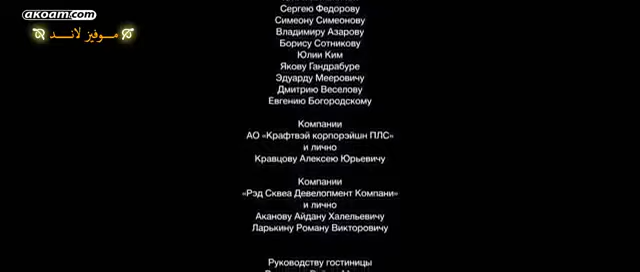 akoam.com
موفيز لاند
Сергею Федорову
Симеону Симеонову
Владимиру Азарову
Борису Сотникову
Юлии Ким
Якову Гандрабуре
Эдуарду Мееровичу
Дмитрию Веселову
Евгению Богородскому
Компании
АО «Крафтвэй корпорэйшн ПЛС»
и лично
Кравцову Алексею Юрьевичу
Компании
«Рэд Сквеа Девелопмент Компани»
и лично
Аканову Айдану Халельевичу
Ларькину Роману Викторовичу
Руководству гостиницы